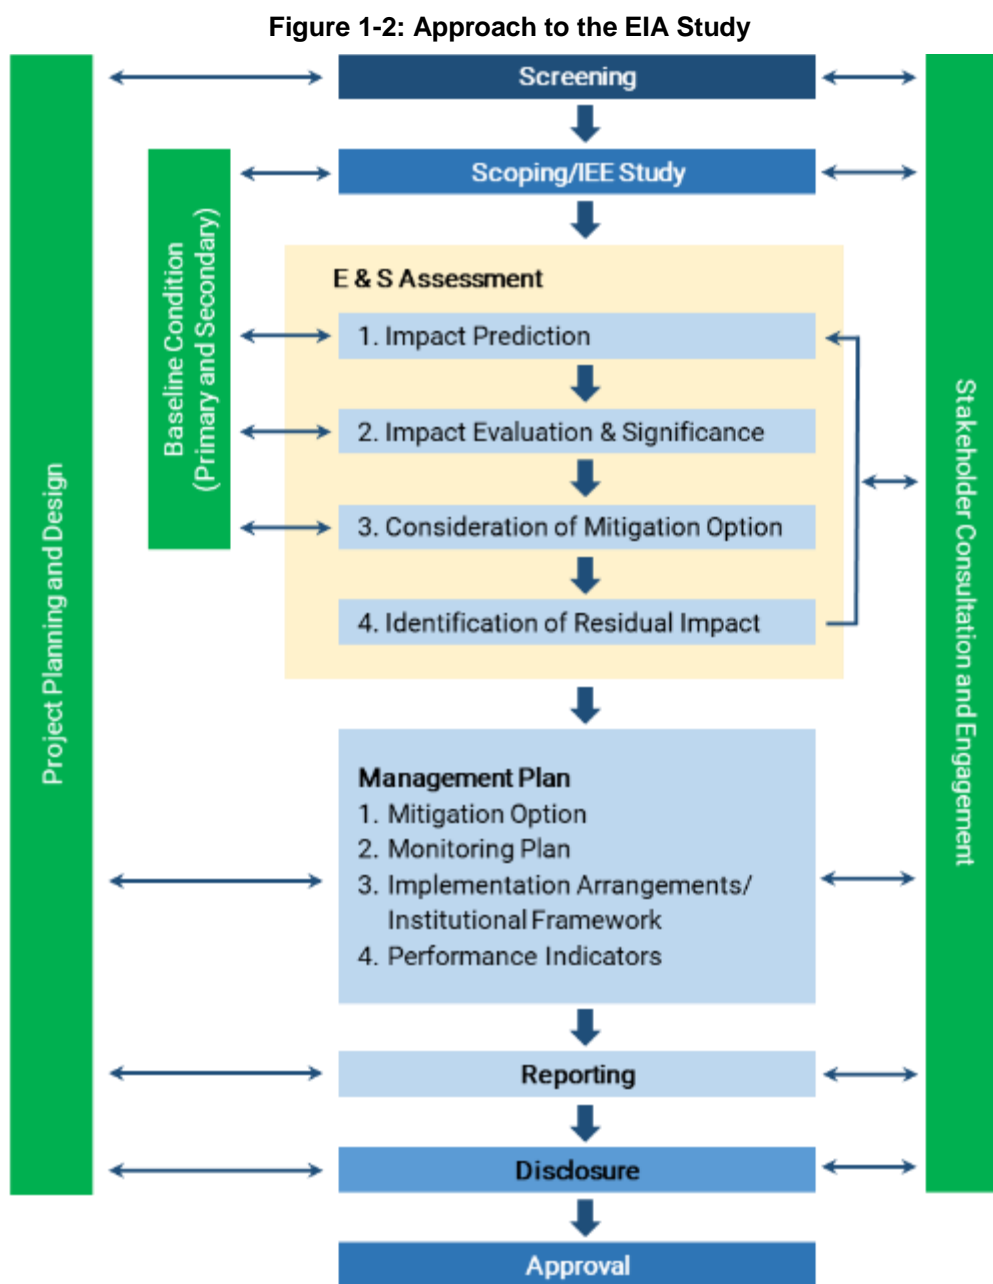 Figure 1-2: Approach to the EIA Study
Screening
Scoping/IEE Study
Baseline Condition
(Primary and Secondary)
E & S Assessment
1. Impact Prediction
2. Impact Evaluation & Significance
3. Consideration of Mitigation Option
4. Identification of Residual Impact
Project Planning and Design
Stakeholder Consultation and Engagement
Management Plan
1. Mitigation Option
2. Monitoring Plan
3. Implementation Arrangements/
Institutional Framework
4. Performance Indicators
Reporting
Disclosure
Approval